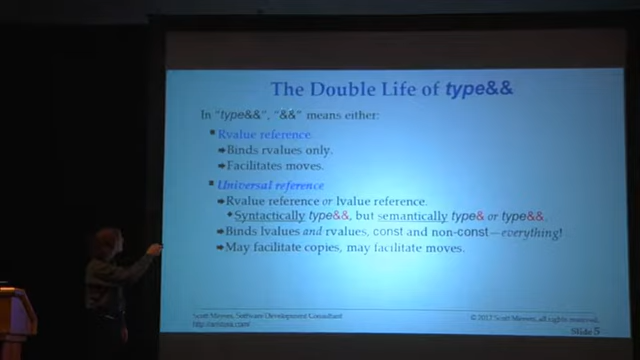 The Double Life of type&&
In "type&&", "&&" means either:
▪ Rvalue reference.
➔ Binds rvalues only.
➔ Facilitates moves.
▪ Universal reference
➔ Rvalue reference or lvalue reference.
◆ Syntactically type&&, but semantically type& or type&&.
➔ Binds lvalues and rvalues, const and non-const—everything!
➔ May facilitate copies, may facilitate moves.
Scott Meyers, Software Development Consultant
© 2012 Scott Meyers, all rights reserved.
Slide 5